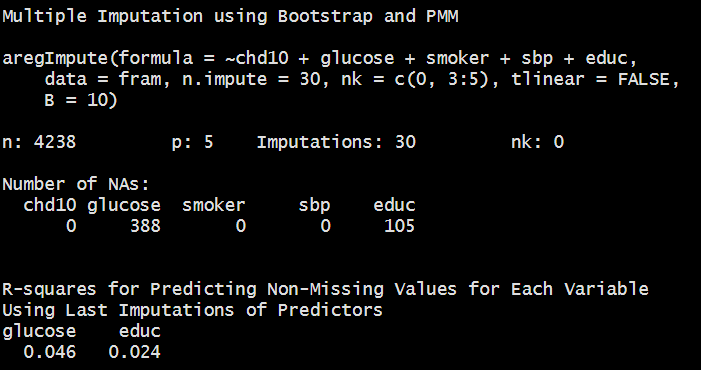 Multiple Imputation using Bootstrap and PMM
aregImpute(formula = ~chd10 + glucose + smoker + sbp + educ,
data = fram, n.impute = 30, nk = c(0, 3:5), tlinear = FALSE,
B = 10)
n: 4238 p: 5 Imputations: 30 nk: 0
Number of NAs:
chd10 glucose smoker sbp educ
0 388 0 0 105
R-squares for Predicting Non-Missing Values for Each Variable
Using Last Imputations of Predictors
glucose educ
0.046 0.024